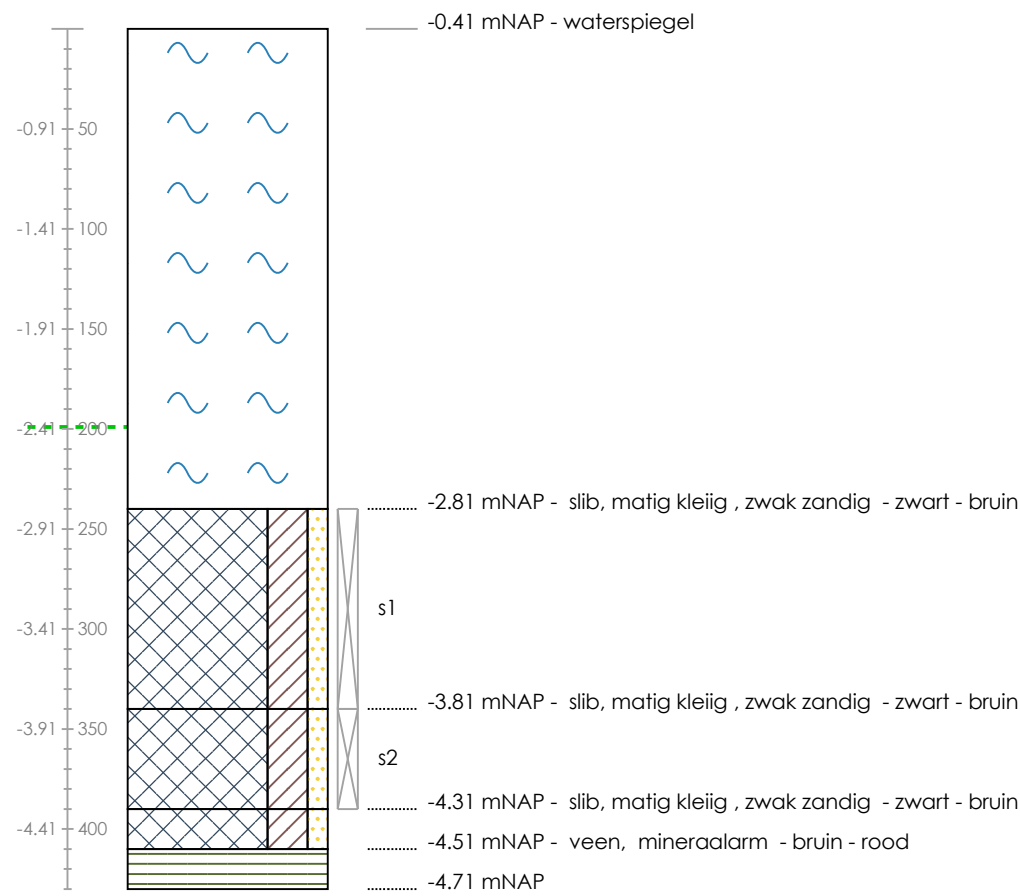 -0.41 mNAP - waterspiegel
-0.91 50
-1.41 100
-1.91 150
-2.41 200
-2.81 mNAP - slib, matig kleiig , zwak zandig - zwart - bruin
-2.91 250
s1
-3.41 300
-3.81 mNAP - slib, matig kleiig , zwak zandig - zwart - bruin
-3.91 350
s2
-4.31 mNAP - slib, matig kleiig , zwak zandig - zwart - bruin
-4.41 400
-4.51 mNAP - veen, mineraalarm - bruin - rood
-4.71 mNAP